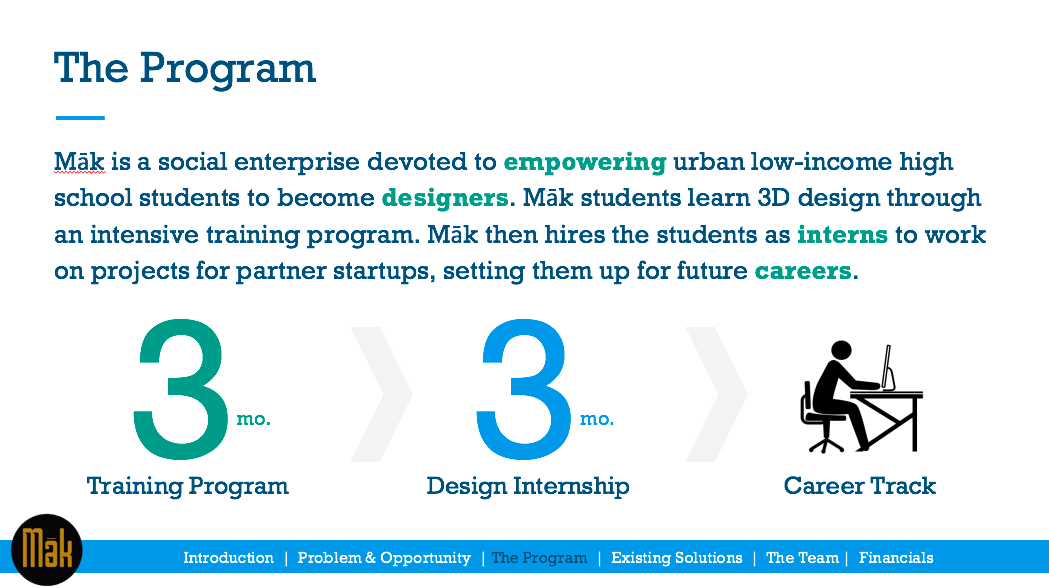 The Program
Māk is a social enterprise devoted to empowering urban low-income high
school students to become designers. Māk students learn 3D design through
an intensive training program. Māk then hires the students as interns to work
on projects for partner startups, setting them up for future careers.
3 mo.
Training Program
3 mo.
Design Internship
Career Track
Māk
Introduction | Problem & Opportunity | The Program | Existing Solutions | The Team | Financials